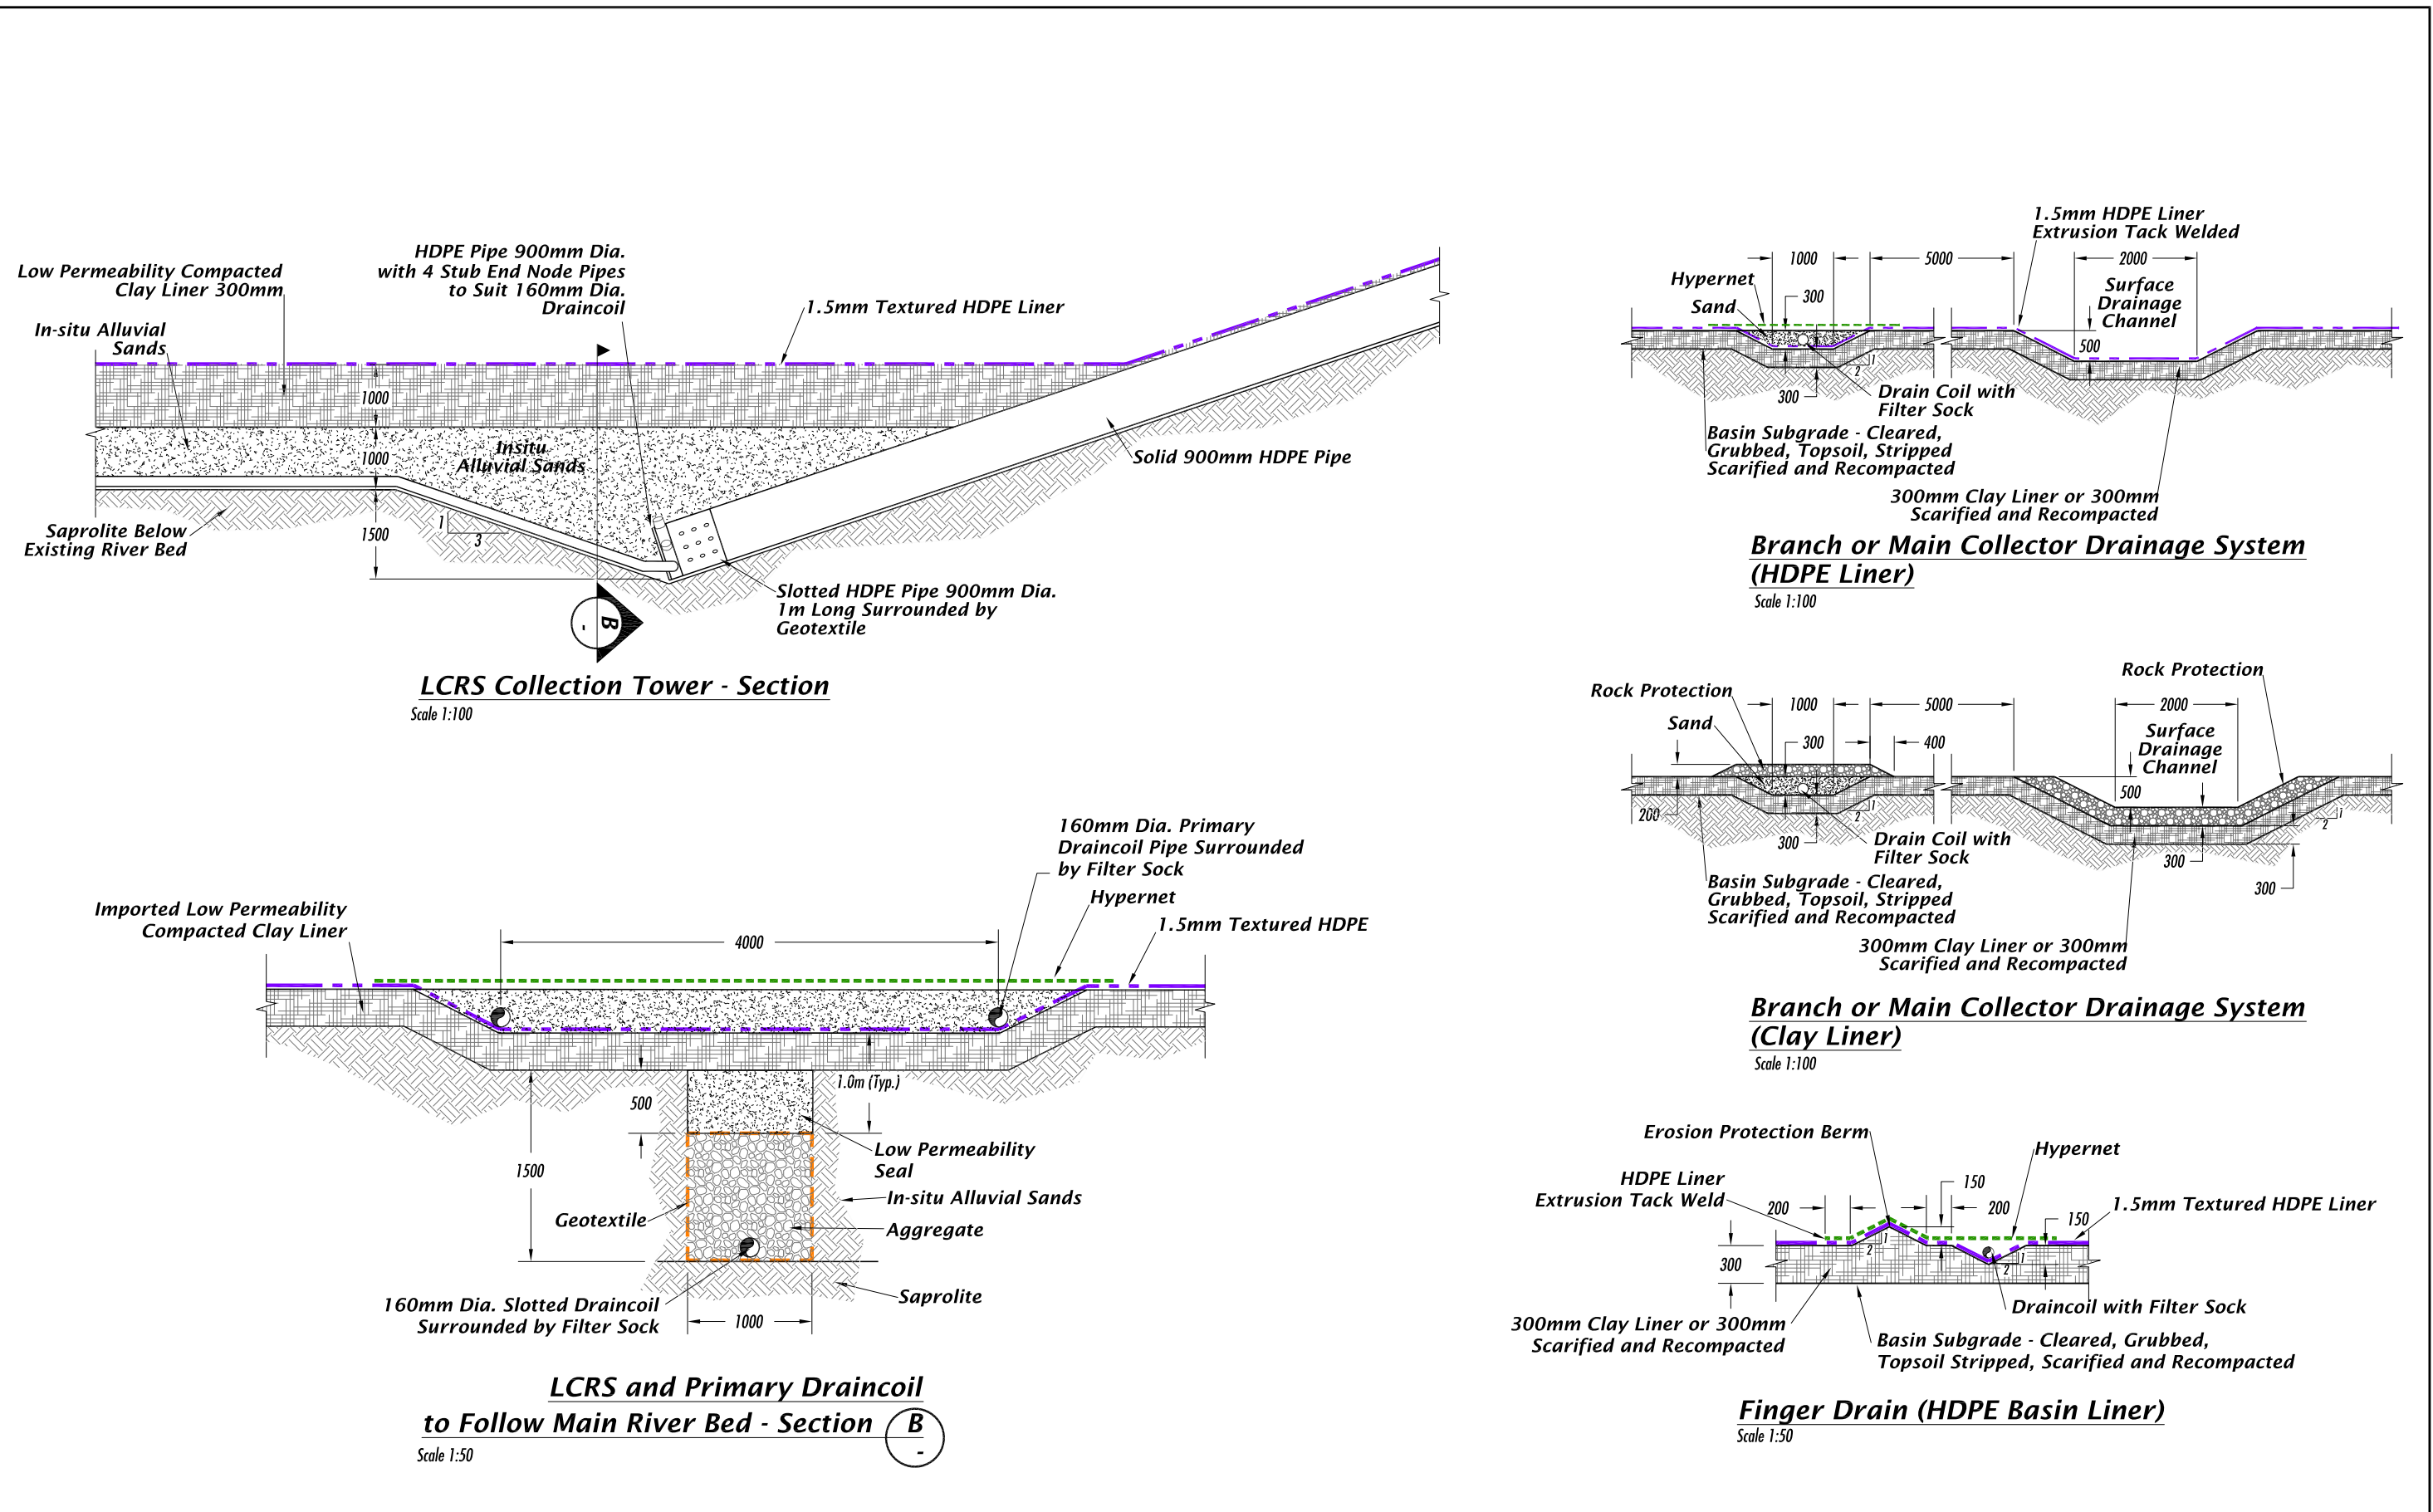 HDPE Pipe 900mm Dia.
with 4 Stub End Node Pipes
to Suit 160mm Dia.
Draincoil
Low Permeability Compacted
Clay Liner 300mm
In-situ Alluvial
Sands
1.5mm Textured HDPE Liner
1000
1000
Insitu
Alluvial Sands
Solid 900mm HDPE Pipe
Saprolite Below
Existing River Bed
1
3
1500
Slotted HDPE Pipe 900mm Dia.
1m Long Surrounded by
Geotextile
B
-
LCRS Collection Tower - Section
Scale 1:100
160mm Dia. Primary
Draincoil Pipe Surrounded
by Filter Sock
Hypernet
1.5mm Textured HDPE
Imported Low Permeability
Compacted Clay Liner
4000
1.0m (Typ.)
500
1500
Low Permeability
Seal
In-situ Alluvial Sands
Aggregate
Geotextile
Saprolite
160mm Dia. Slotted Draincoil
Surrounded by Filter Sock
1000
LCRS and Primary Draincoil
to Follow Main River Bed - Section
B
-
Scale 1:50
1.5mm HDPE Liner
Extrusion Tack Welded
1000
5000
2000
Hypernet
Sand
300
Surface
Drainage
Channel
500
1
2
300
Drain Coil with
Filter Sock
Basin Subgrade - Cleared,
Grubbed, Topsoil, Stripped
Scarified and Recompacted
300mm Clay Liner or 300mm
Scarified and Recompacted
Branch or Main Collector Drainage System
(HDPE Liner)
Scale 1:100
Rock Protection
Rock Protection
1000
5000
2000
Sand
300
400
Surface
Drainage
Channel
500
200
1
2
1
2
300
Drain Coil with
Filter Sock
300
300
Basin Subgrade - Cleared,
Grubbed, Topsoil, Stripped
Scarified and Recompacted
300mm Clay Liner or 300mm
Scarified and Recompacted
Branch or Main Collector Drainage System
(Clay Liner)
Scale 1:100
Erosion Protection Berm
Hypernet
HDPE Liner
Extrusion Tack Weld
150
200
200
1.5mm Textured HDPE Liner
150
1
2
1
2
300
Draincoil with Filter Sock
300mm Clay Liner or 300mm
Scarified and Recompacted
Basin Subgrade - Cleared, Grubbed,
Topsoil Stripped, Scarified and Recompacted
Finger Drain (HDPE Basin Liner)
Scale 1:50